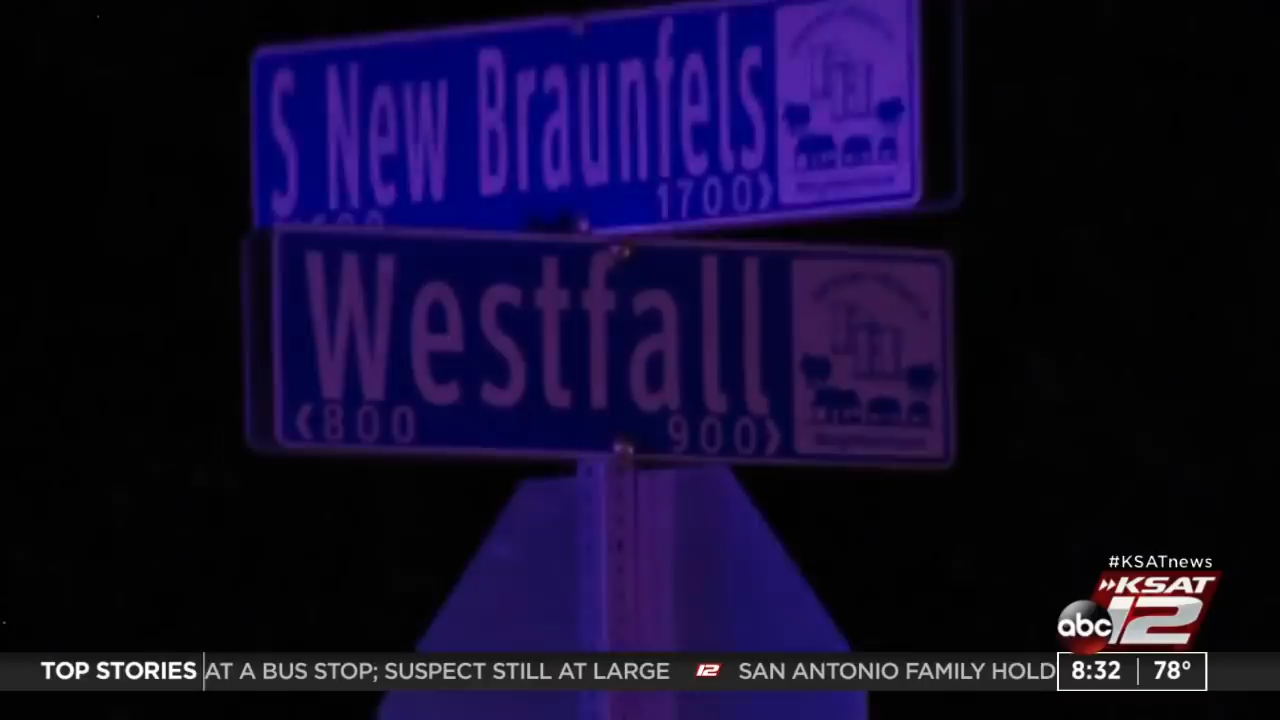 S New Braunfels
1700>
Westfall
<800 900>
#KSATnews
KSAT
abc 12
TOP STORIES AT A BUS STOP; SUSPECT STILL AT LARGE 12 SAN ANTONIO FAMILY HOLD 8:32 78°